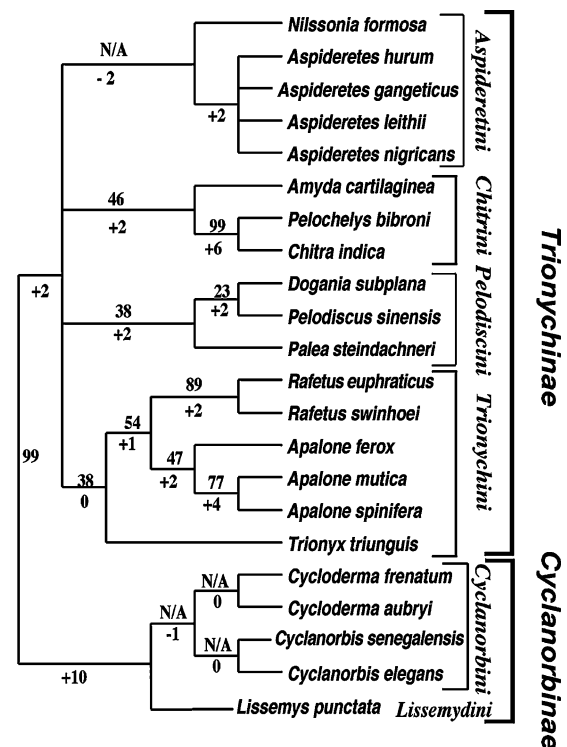 Nilssonia formosa
N/A
- 2
Aspideretes hurum
Aspideretes gangeticus
+2
Aspideretes leithii
Aspideretes nigricans
Aspideretini
46
+2
Amyda cartilaginea
99
+6
Pelochelys bibroni
Chitra indica
Chitrini
+2
38
+2
23
+2
Dogania subplana
Pelodiscus sinensis
Palea steindachneri
Pelodiscini
Trionychinae
89
+2
Rafetus euphraticus
Rafetus swinhoei
54
+1
47
+2
Apalone ferox
77
+4
Apalone mutica
Apalone spinifera
38
0
Trionyx triunguis
Trionychini
99
N/A
0
Cycloderma frenatum
Cycloderma aubryi
N/A
-1
N/A
0
Cyclanorbis senegalensis
Cyclanorbis elegans
Cyclanorbini
+10
Lissemys punctata
Lissemydini
Cyclanorbinae